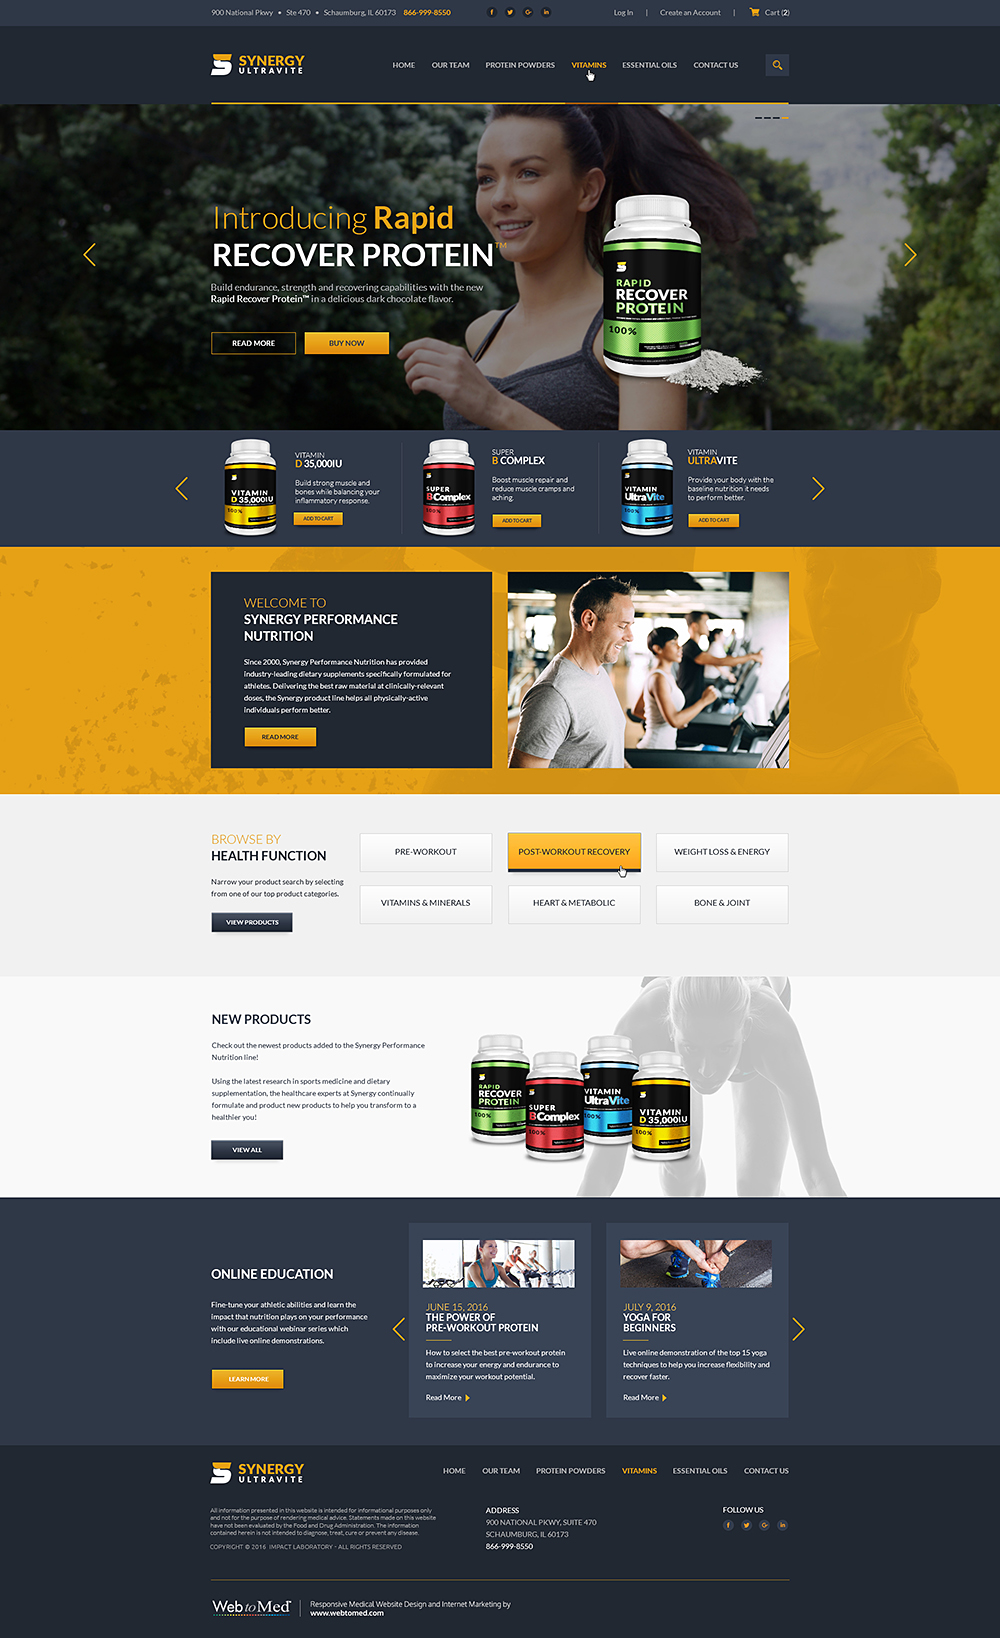 900 National Pkwy • Ste 470 • Schaumburg, IL 60173 866-999-8550
Log In | Create an Account | Cart (2)
SYNERGY
ULTRAVITE
HOME OUR TEAM PROTEIN POWDERS VITAMINS ESSENTIAL OILS CONTACT US
Introducing Rapid
RECOVER PROTEIN™
Build endurance, strength and recovering capabilities with the new
Rapid Recover Protein™ in a delicious dark chocolate flavor.
READ MORE
BUY NOW
RAPID
RECOVER
PROTEIN
100%
VITAMIN
D 35,000IU
100%
VITAMIN
D 35,000IU
Build strong muscle and
bones while balancing your
inflammatory response.
ADD TO CART
SUPER
BComplex
100%
SUPER
B COMPLEX
Boost muscle repair and
reduce muscle cramps and
aching.
ADD TO CART
VITAMIN
UltraVite
100%
VITAMIN
ULTRAVITE
Provide your body with the
baseline nutrition it needs
to perform better.
ADD TO CART
WELCOME TO
SYNERGY PERFORMANCE
NUTRITION
Since 2000, Synergy Performance Nutrition has provided
industry-leading dietary supplements specifically formulated for
athletes. Delivering the best raw material at clinically-relevant
doses, the Synergy product line helps all physically-active
individuals perform better.
READ MORE
BROWSE BY
HEALTH FUNCTION
Narrow your product search by selecting
from one of our top product categories.
VIEW PRODUCTS
PRE-WORKOUT
POST-WORKOUT RECOVERY
WEIGHT LOSS & ENERGY
VITAMINS & MINERALS
HEART & METABOLIC
BONE & JOINT
NEW PRODUCTS
Check out the newest products added to the Synergy Performance
Nutrition line!
Using the latest research in sports medicine and dietary
supplementation, the healthcare experts at Synergy continually
formulate and product new products to help you transform to a
healthier you!
VIEW ALL
RAPID
RECOVER
PROTEIN
100%
SUPER
BComplex
100%
VITAMIN
UltraVite
100%
VITAMIN
D 35,000IU
100%
ONLINE EDUCATION
Fine-tune your athletic abilities and learn the
impact that nutrition plays on your performance
with our educational webinar series which
include live online demonstrations.
LEARN MORE
JUNE 15, 2016
THE POWER OF
PRE-WORKOUT PROTEIN
How to select the best pre-workout protein
to increase your energy and endurance to
maximize your workout potential.
Read More
JULY 9, 2016
YOGA FOR
BEGINNERS
Live online demonstration of the top 15 yoga
techniques to help you increase flexibility and
recover faster.
Read More
SYNERGY
ULTRAVITE
HOME OUR TEAM PROTEIN POWDERS VITAMINS ESSENTIAL OILS CONTACT US
All information presented in this website is intended for informational purposes only
and not for the purpose of rendering medical advice. Statements made on this website
have not been evaluated by the Food and Drug Administration. The information
contained herein is not intended to diagnose, treat, cure or prevent any disease.
COPYRIGHT © 2016 IMPACT LABORATORY - ALL RIGHTS RESERVED
ADDRESS
900 NATIONAL PKWY, SUITE 470
SCHAUMBURG, IL 60173
866-999-8550
FOLLOW US
Web to Med
Responsive Medical Website Design and Internet Marketing by
www.webtomed.com